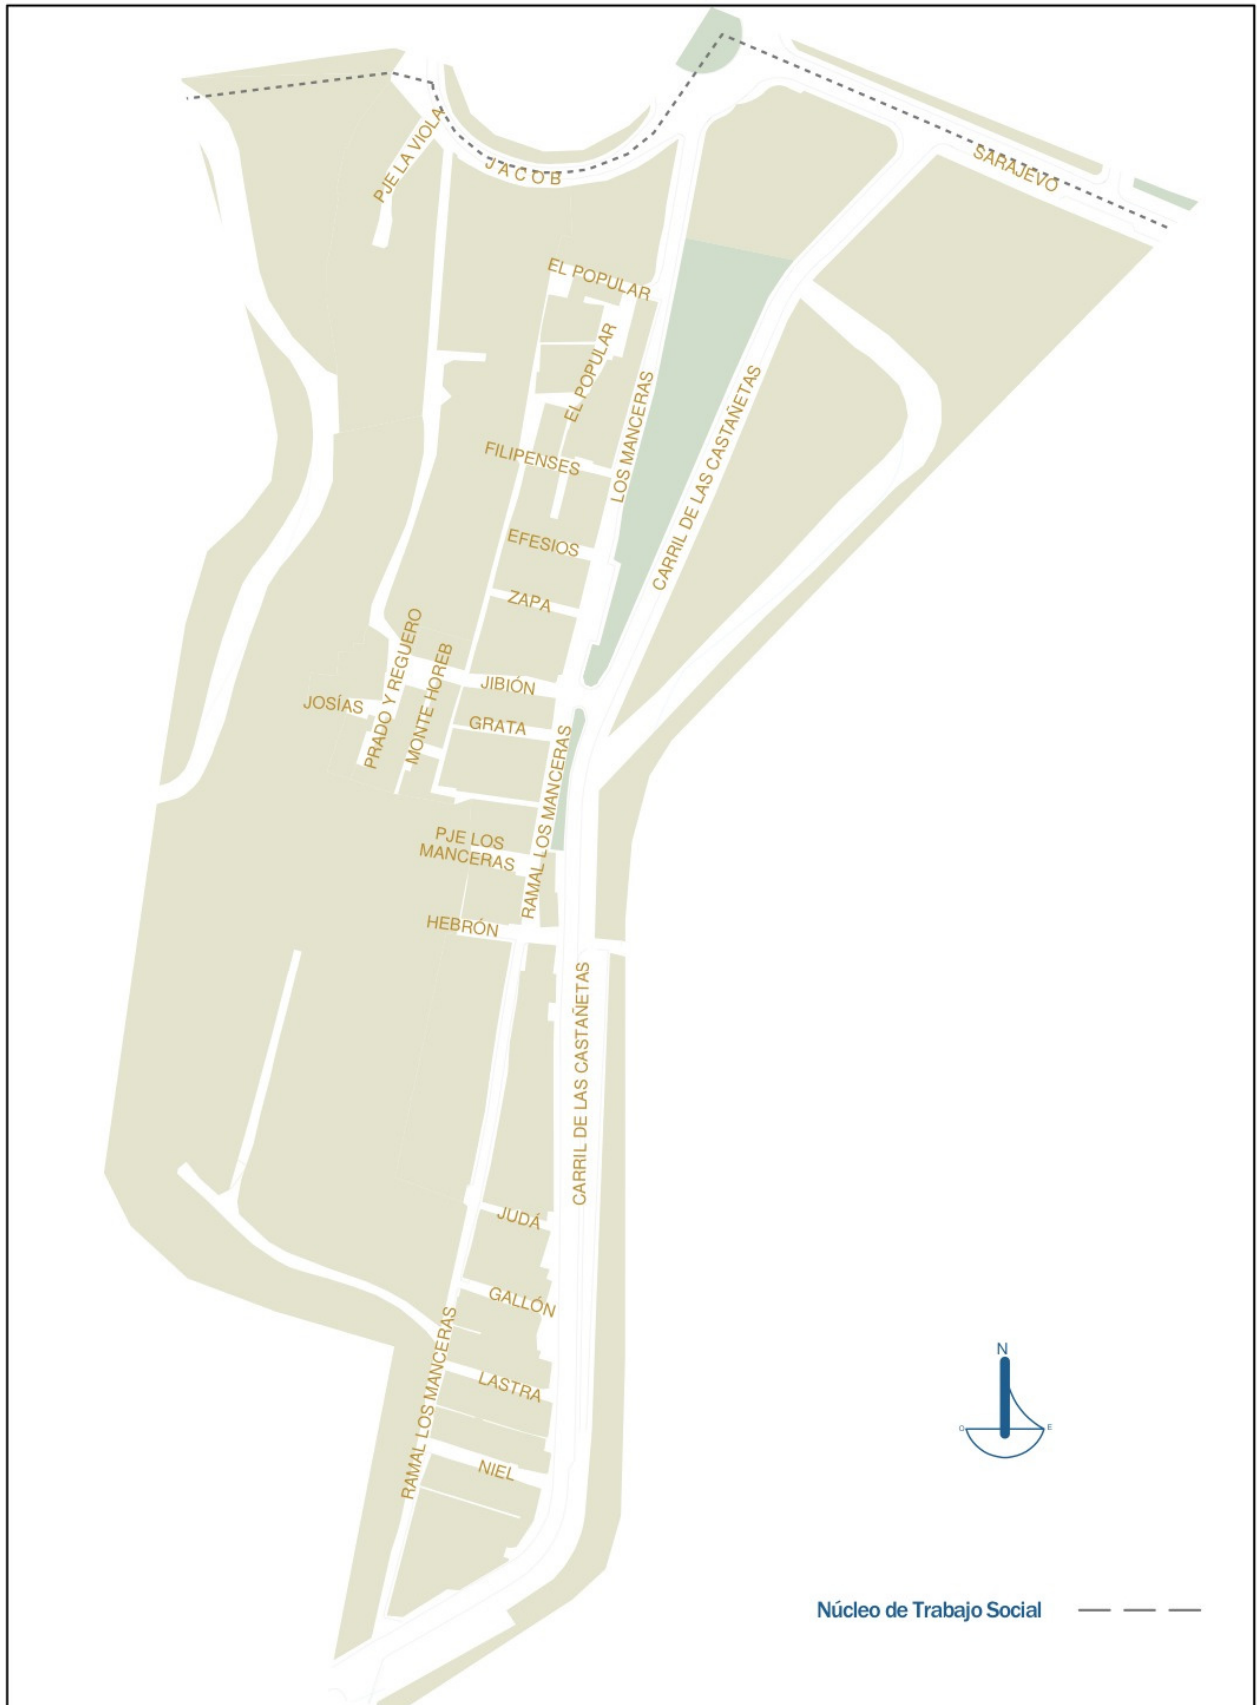 PJE LA VIOLA
JACOB
SARAJEVO
EL POPULAR
EL POPULAR
LOS MANCERAS
CARRIL DE LAS CASTAÑETAS
FILIPENSES
EFESIOS
ZAPA
PRADO Y REGUERO
MONTE HOREB
JIBIÓN
JOSÍAS
GRATA
RAMAL LOS MANCERAS
PJE LOS
MANCERAS
HEBRÓN
CARRIL DE LAS CASTAÑETAS
JUDÁ
GALLÓN
RAMAL LOS MANCERAS
LASTRA
NIEL
N
O
E
Núcleo de Trabajo Social